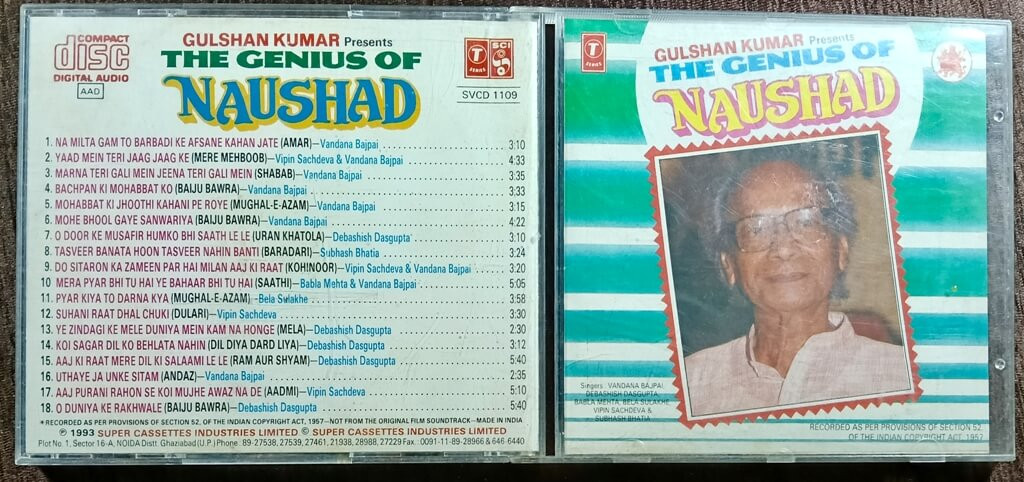 COMPACT
disc
DIGITAL AUDIO
AAD
GULSHAN KUMAR Presents
THE GENIUS OF
NAUSHAD
T
SERIES
SCI
SVCD 1109
1. NA MILTA GAM TO BARBADI KE AFSANE KAHAN JATE (AMAR)—Vandana Bajpai 3:10
2. YAAD MEIN TERI JAAG JAAG KE (MERE MEHBOOB)—Vipin Sachdeva & Vandana Bajpai 4:33
3. MARNA TERI GALI MEIN JEENA TERI GALI MEIN (SHABAB)—Vandana Bajpai 3:35
4. BACHPAN KI MOHABBAT KO (BAIJU BAWRA)—Vandana Bajpai 3:33
5. MOHABBAT KI JHOOTHI KAHANI PE ROYE (MUGHAL-E-AZAM)—Vandana Bajpai 3:15
6. MOHE BHOOL GAYE SANWARIYA (BAIJU BAWRA)—Vandana Bajpai 4:22
7. O DOOR KE MUSAFIR HUMKO BHI SAATH LE LE (URAN KHATOLA)—Debashish Dasgupta 3:10
8. TASVEER BANATA HOON TASVEER NAHIN BANTI (BARADARI)—Subhash Bhatia 3:24
9. DO SITARON KA ZAMEEN PAR HAI MILAN AAJ KI RAAT (KOHINOOR)—Vipin Sachdeva & Vandana Bajpai 3:20
10 MERA PYAR BHI TU HAI YE BAHAAR BHI TU HAI (SAATHI)—Babla Mehta & Vandana Bajpai 5:05
11. PYAR KIYA TO DARNA KYA (MUGHAL-E-AZAM)—Bela Sulakhe 3:58
12. SUHANI RAAT DHAL CHUKI (DULARI)—Vipin Sachdeva 3:30
13. YE ZINDAGI KE MELE DUNIYA MEIN KAM NA HONGE (MELA)—Debashish Dasgupta 2:30
14. KOI SAGAR DIL KO BEHLATA NAHIN (DIL DIYA DARD LIYA)—Debashish Dasgupta 3:12
15. AAJ KI RAAT MERE DIL KI SALAAMI LE LE (RAM AUR SHYAM)—Debashish Dasgupta 5:40
16. UTHAYE JA UNKE SITAM (ANDAZ)—Vandana Bajpai 2:35
17. AAJ PURANI RAHON SE KOI MUJHE AWAZ NA DE (AADMI)—Vipin Sachdeva 5:10
18. O DUNIYA KE RAKHWALE (BAIJU BAWRA)—Debashish Dasgupta 5:40
* RECORDED AS PER PROVISIONS OF SECTION 52, OF THE INDIAN COPYRIGHT ACT, 1957—NOT FROM THE ORIGINAL FILM SOUNDTRACK—MADE IN INDIA
℗ 1993 SUPER CASSETTES INDUSTRIES LIMITED © SUPER CASSETTES INDUSTRIES LIMITED
Plot No. 1, Sector 16-A, NOIDA Distt. Ghaziabad (U.P.) Phone. 89-27538, 27539, 27461, 21938, 28988, 27229 Fax. 0091-11-89-28966 & 646 6440
T
SERIES
GULSHAN KUMAR Presents
THE GENIUS OF
NAUSHAD
Singers : VANDANA BAJPAI,
DEBASHISH DASGUPTA,
BABLA MEHTA, BELA SULAKHE
VIPIN SACHDEVA &
SUBHASH BHATIA
RECORDED AS PER PROVISIONS OF SECTION 52,
OF THE INDIAN COPYRIGHT ACT, 1957